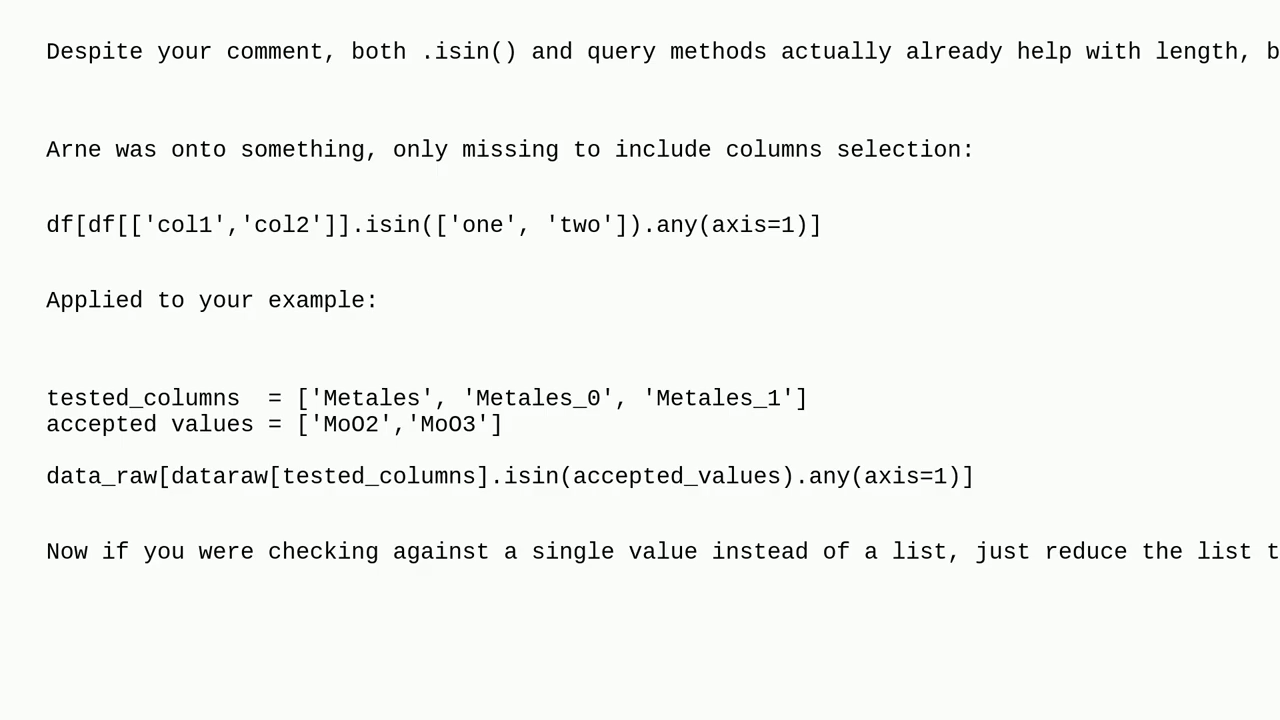 Despite your comment, both .isin() and query methods actually already help with length,
Arne was onto something, only missing to include columns selection:
df[df[['col1','col2']].isin(['one', 'two']).any(axis=1)]
Applied to your example:
tested_columns  = ['Metales', 'Metales_0', 'Metales_1']
accepted values = ['MoO2','MoO3']
data_raw[dataraw[tested_columns].isin(accepted_values).any(axis=1)]
Now if you were checking against a single value instead of a list, just reduce the list